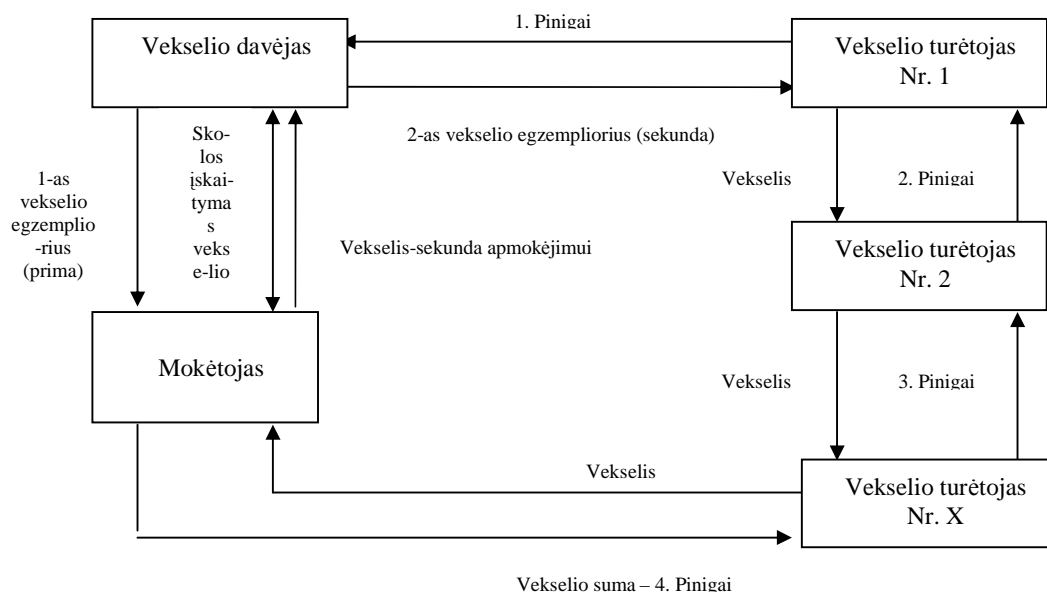 1. Pinigai
Vekselio davėjas
Vekselio turėtojas
Nr. 1
2-as vekselio egzempliorius (sekunda)
1-as
vekselio
egzemplio
-rius
(prima)
Sko-
los
įskai-
tyma
s
veks
e-lio
Vekselis-sekunda apmokėjimui
Vekselis
2. Pinigai
Vekselio turėtojas
Nr. 2
Mokėtojas
Vekselis
3. Pinigai
Vekselis
Vekselio turėtojas
Nr. X
Vekselio suma – 4. Pinigai